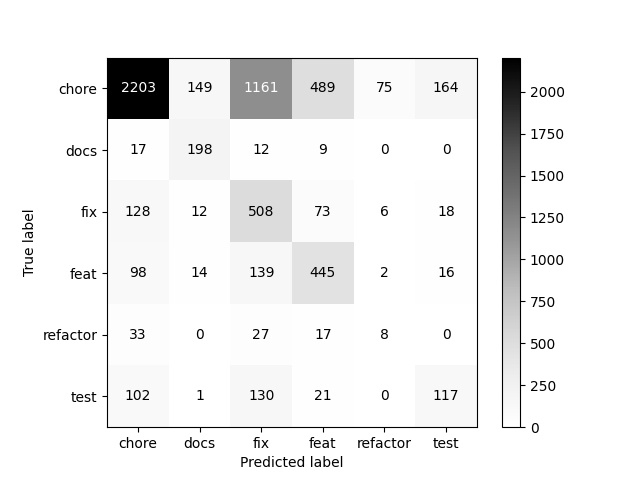 chore 2203 149 1161 489 75 164
docs 17 198 12 9 0 0
fix 128 12 508 73 6 18
feat 98 14 139 445 2 16
refactor 33 0 27 17 8 0
test 102 1 130 21 0 117
chore docs fix feat refactor test
Predicted label
True label
2000
1750
1500
1250
1000
750
500
250
0